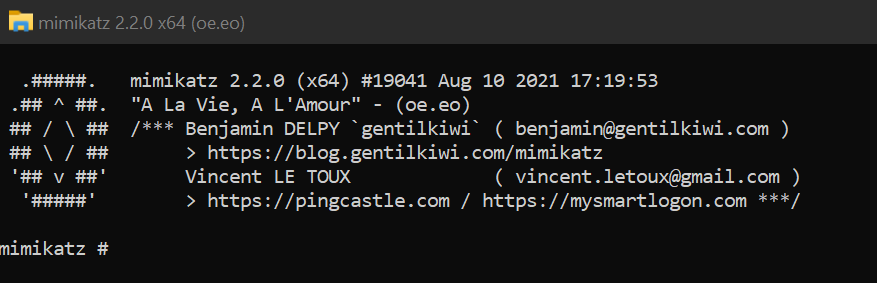 mimikatz 2.2.0 x64 (oe.eo)
  .#####.   mimikatz 2.2.0 (x64) #19041 Aug 10 2021 17:19:53
 .## ^ ##.  "A La Vie, A L'Amour" - (oe.eo)
 ## / \ ##  /*** Benjamin DELPY `gentilkiwi` ( benjamin@gentilkiwi.com )
 ## \ / ##       > https://blog.gentilkiwi.com/mimikatz
 '## v ##'       Vincent LE TOUX             ( vincent.letoux@gmail.com )
  '#####'        > https://pingcastle.com / https://mysmartlogon.com ***/
mimikatz #